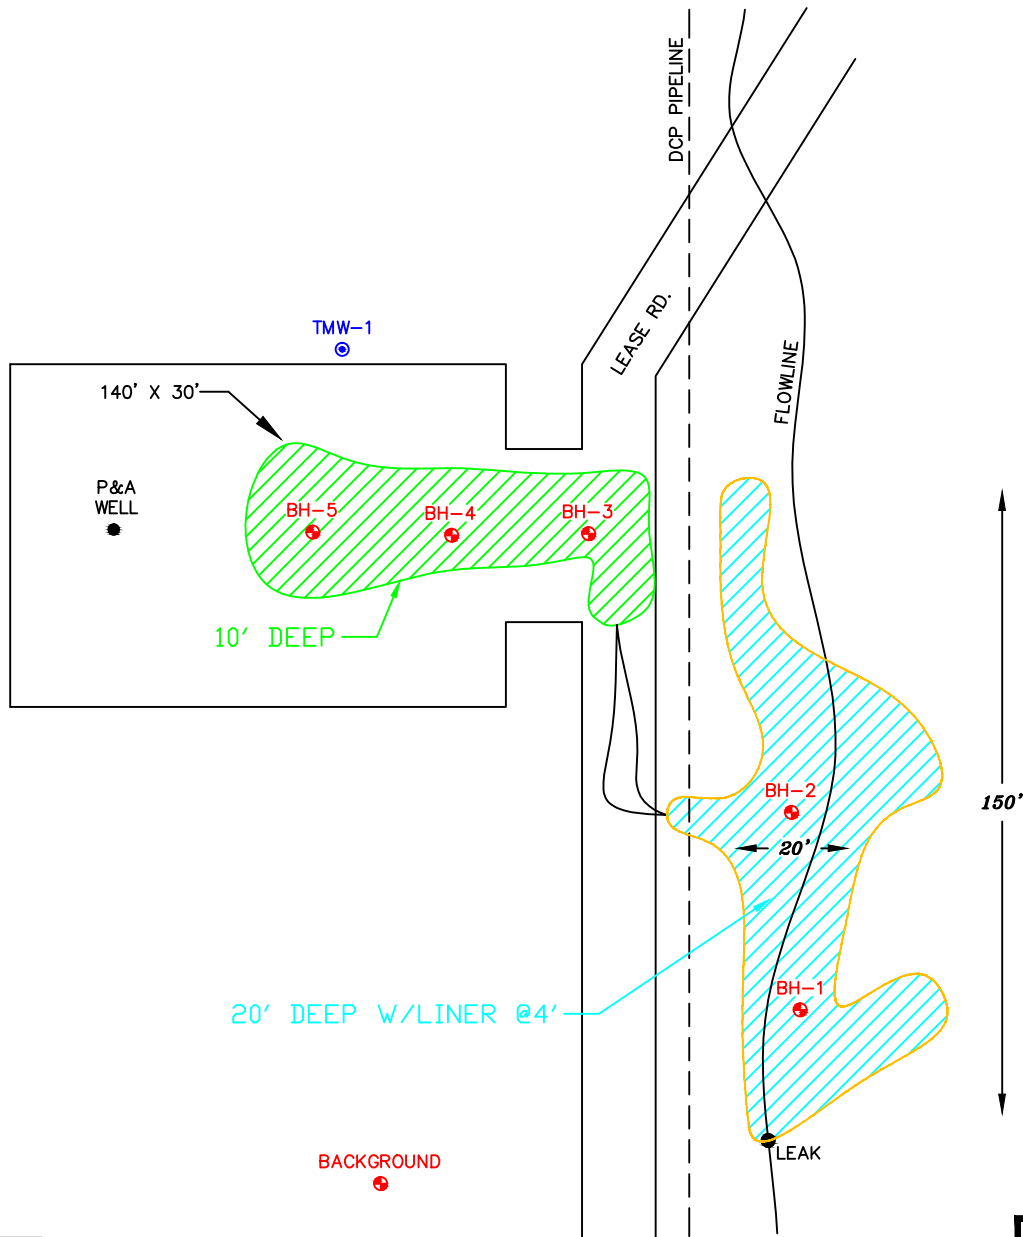 DCP PIPELINE
LEASE RD.
FLOWLINE
TMW-1
140' X 30'
P&A
WELL
BH-5
BH-4
BH-3
10' DEEP
BH-2
150'
20'
BH-1
20' DEEP W/LINER @4'
LEAK
BACKGROUND